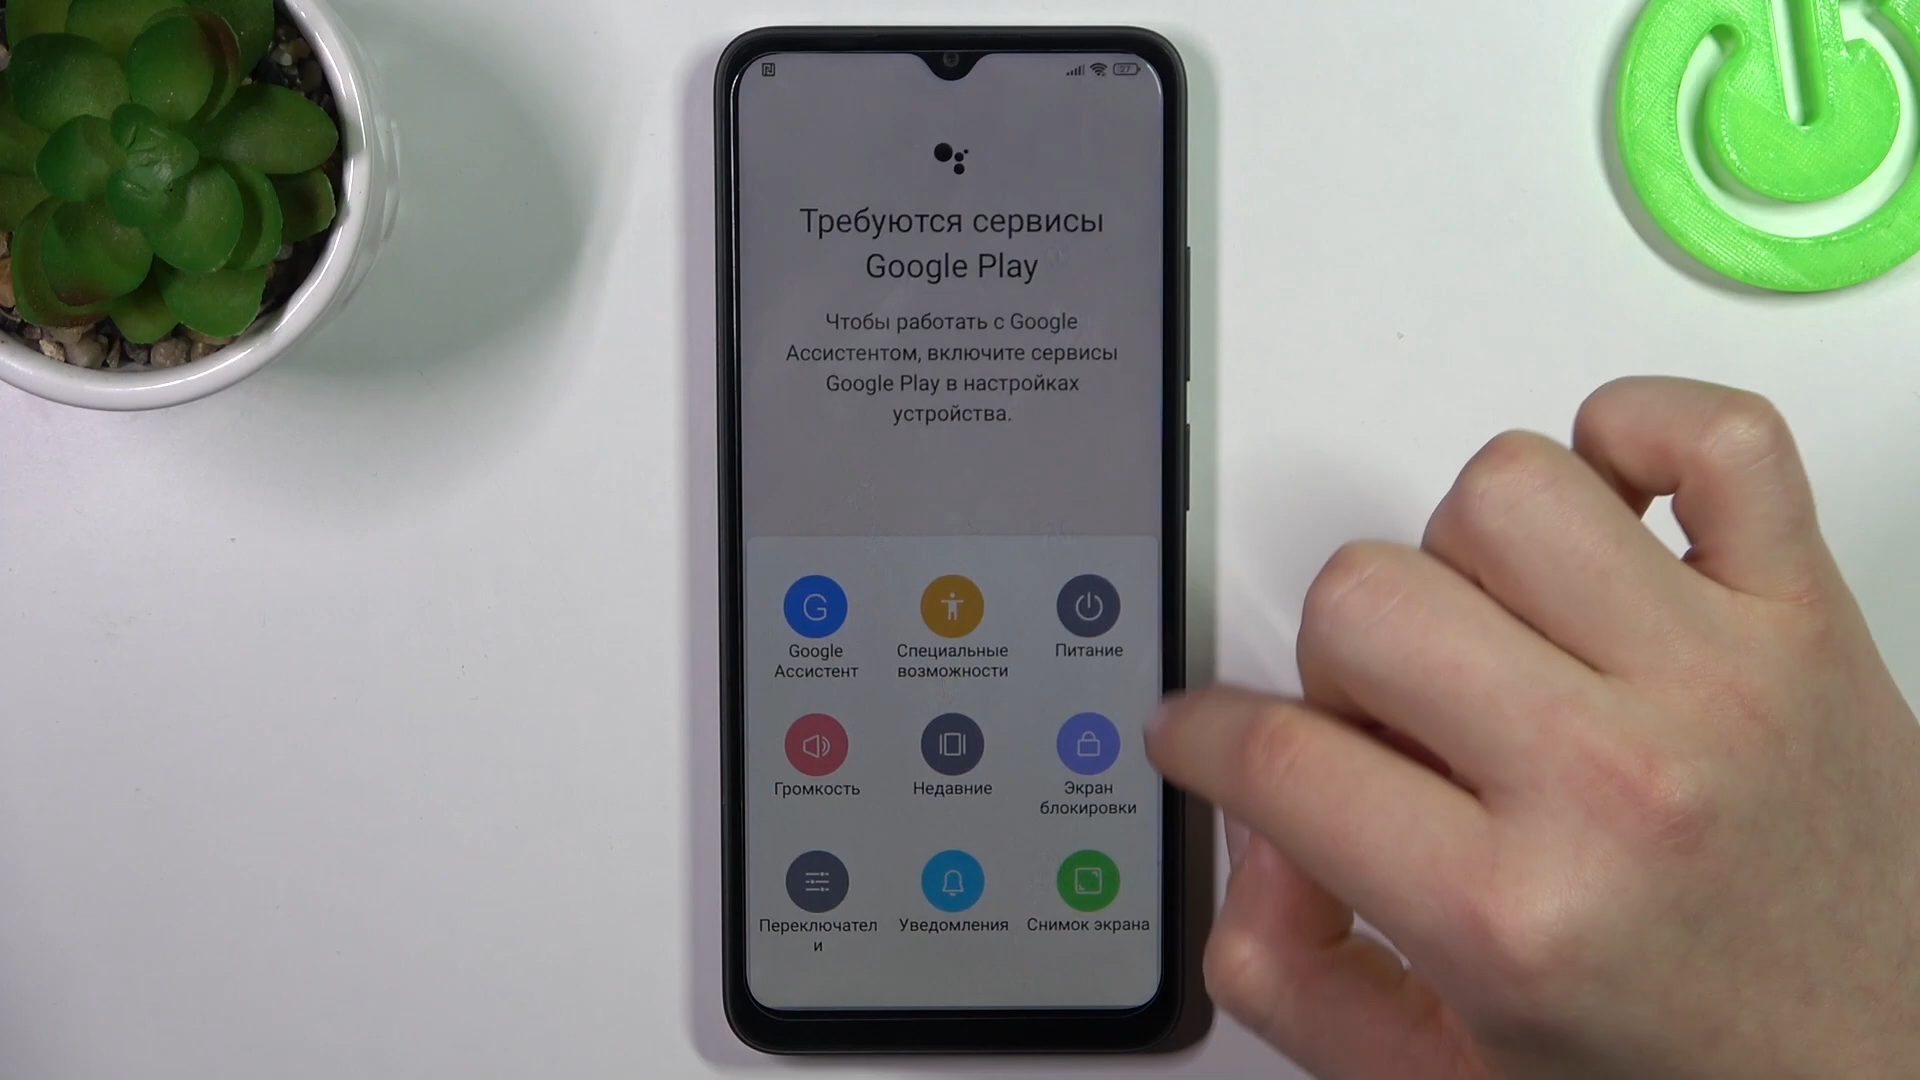 27
Требуются сервисы
Google Play
Чтобы работать с Google
Ассистентом, включите сервисы
Google Play в настройках
устройства.
G
Google
Ассистент
Специальные
возможности
Питание
Громкость
Недавние
Экран
блокировки
Переключател
и
Уведомления
Снимок экрана